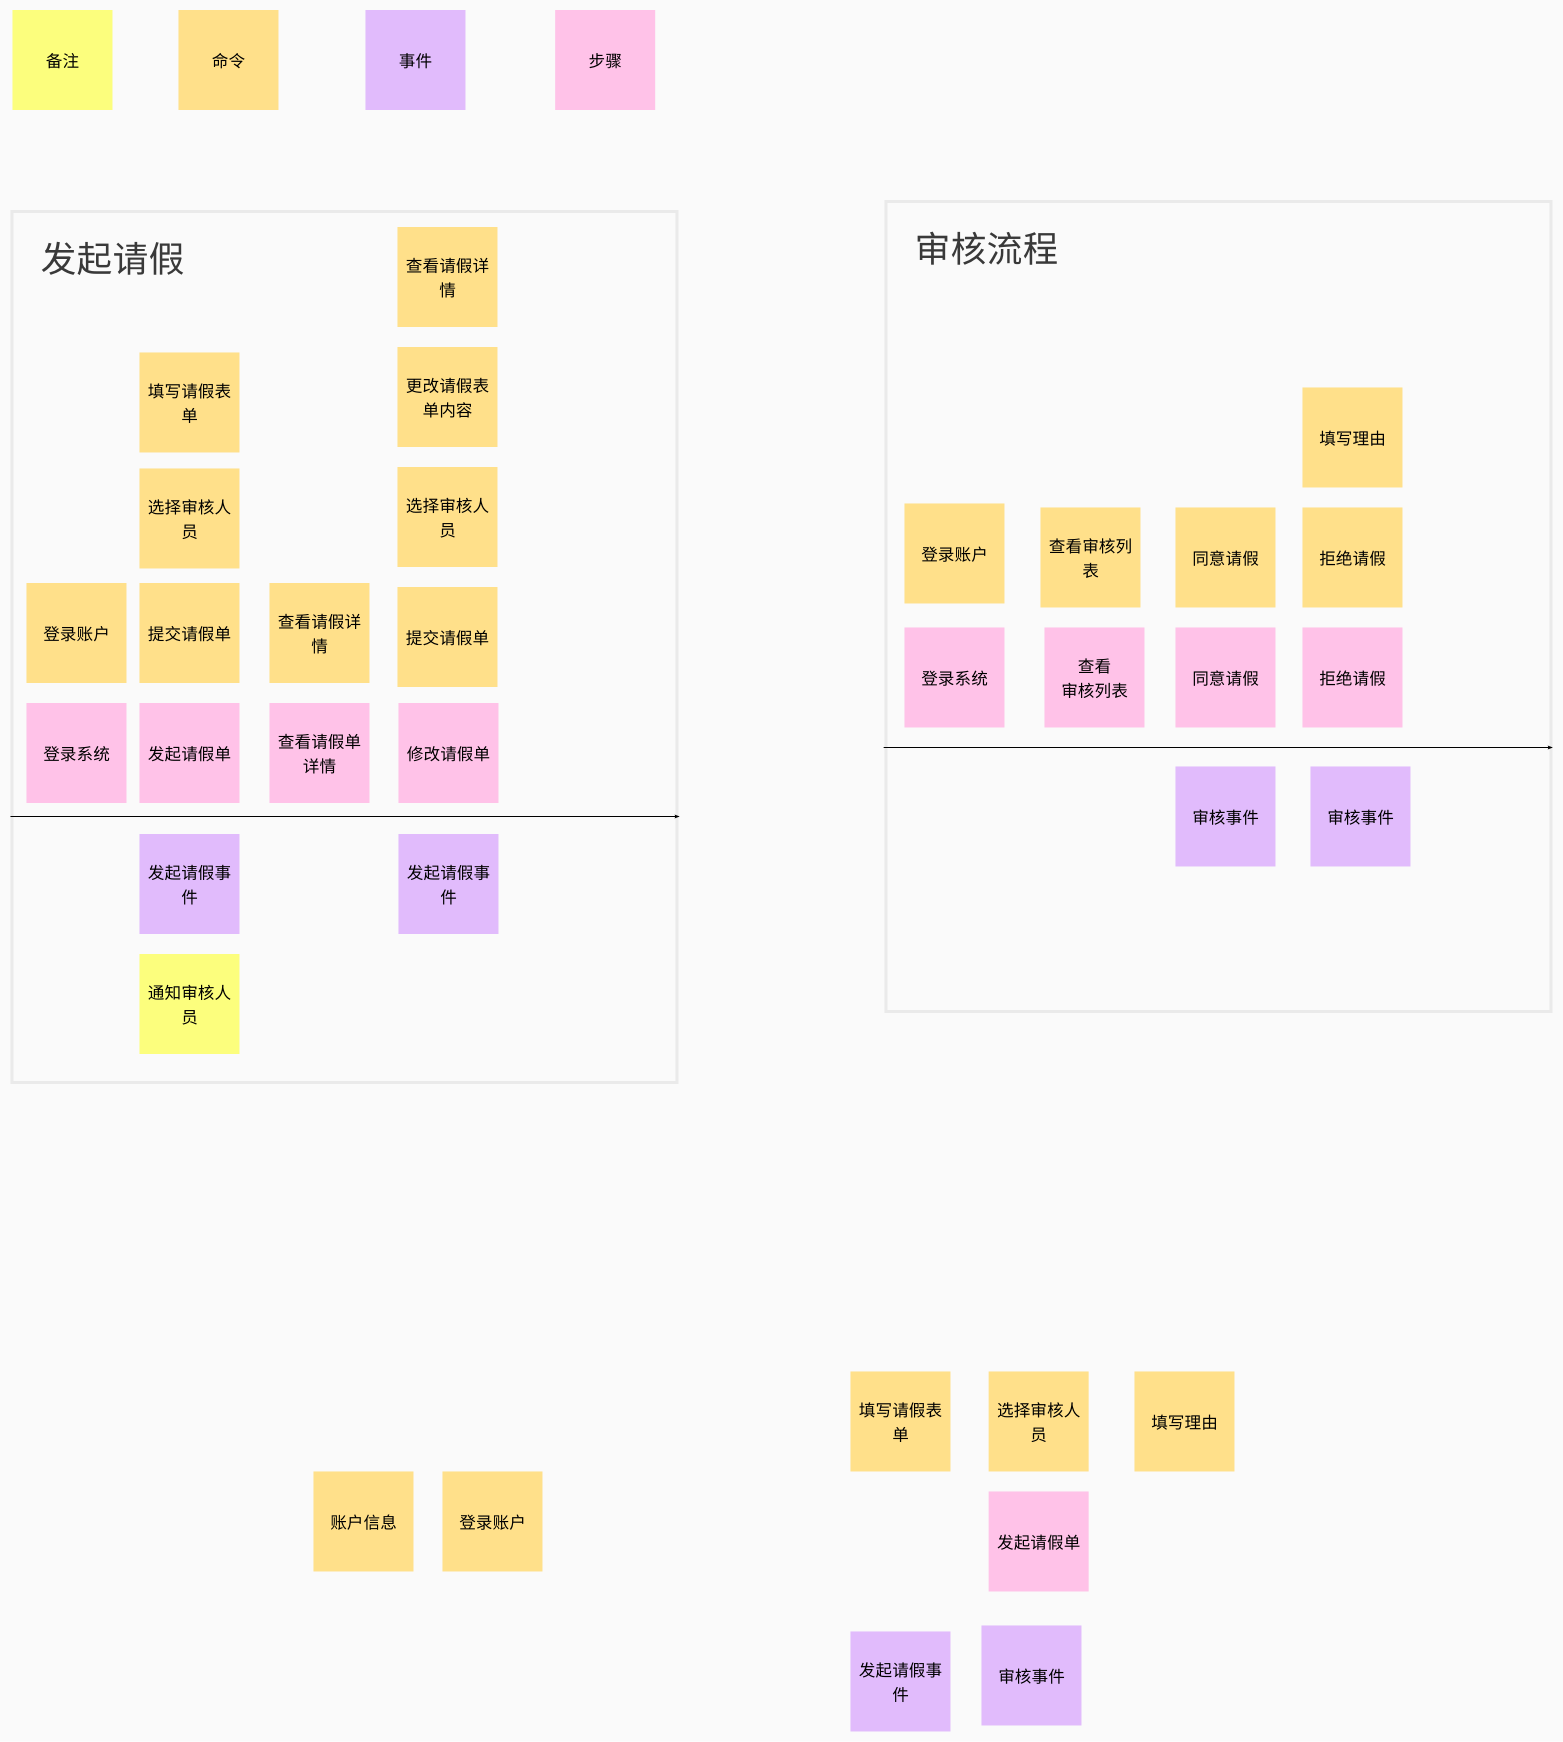 备注
命令
事件
步骤
发起请假
查看请假详
情
填写请假表
单
更改请假表
单内容
选择审核人
员
选择审核人
员
登录账户
提交请假单
查看请假详
情
提交请假单
登录系统
发起请假单
查看请假单
详情
修改请假单
发起请假事
件
发起请假事
件
通知审核人
员
审核流程
填写理由
登录账户
查看审核列
表
同意请假
拒绝请假
登录系统
查看
审核列表
同意请假
拒绝请假
审核事件
审核事件
账户信息
登录账户
填写请假表
单
选择审核人
员
填写理由
发起请假单
发起请假事
件
审核事件